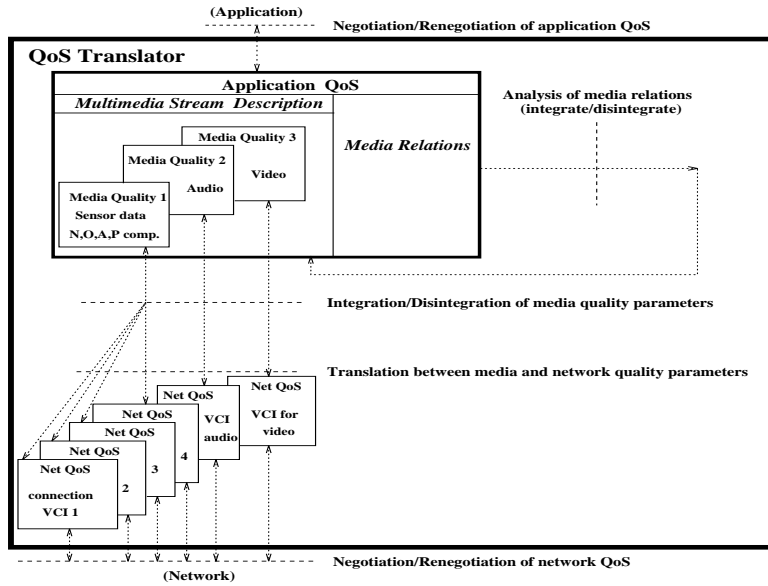 (Application)
Negotiation/Renegotiation of application QoS
QoS Translator
Application QoS
Multimedia Stream Description
Media Relations
Analysis of media relations
(integrate/disintegrate)
Media Quality 3
Video
Media Quality 2
Audio
Media Quality 1
Sensor data
N,O,A,P comp.
Integration/Disintegration of media quality parameters
Translation between media and network quality parameters
Net QoS
VCI for
video
Net QoS
VCI
audio
Net QoS
4
Net QoS
3
Net QoS
2
Net QoS
connection
VCI 1
Negotiation/Renegotiation of network QoS
(Network)